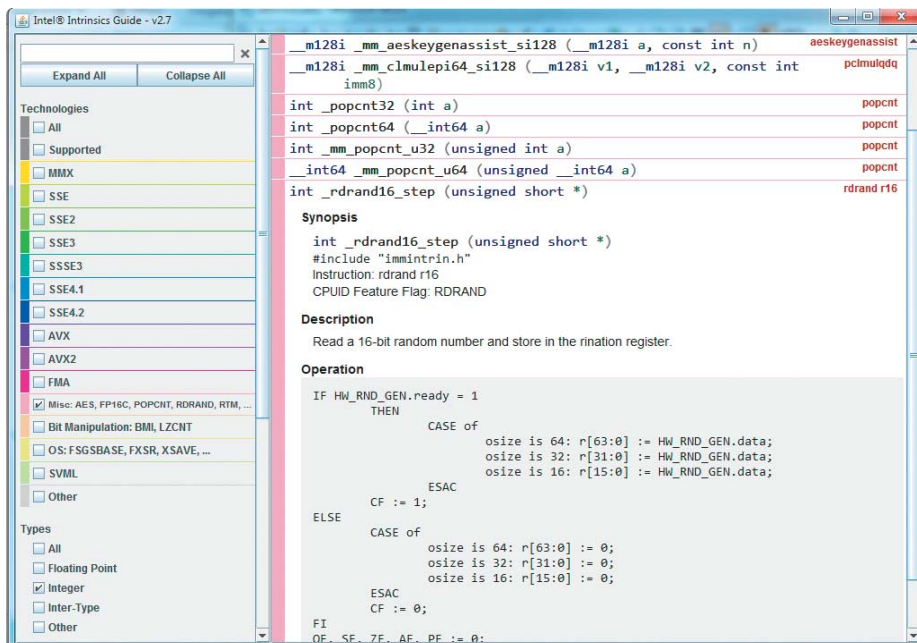 Intel® Intrinsics Guide - v2.7
Expand All
Collapse All
Technologies
All
Supported
MMX
SSE
SSE2
SSE3
SSSE3
SSE4.1
SSE4.2
AVX
AVX2
FMA
Misc: AES, FP16C, POPCNT, RDRAND, RTM, ...
Bit Manipulation: BMI, LZCNT
OS: FSGSBASE, FXSR, XSAVE, ...
SVML
Other
Types
All
Floating Point
Integer
Inter-Type
Other
__m128i _mm_aeskeygenassist_si128 (__m128i a, const int n) aeskeygenassist
__m128i _mm_clmulepi64_si128 (__m128i v1, __m128i v2, const int pclmulqdq
imm8)
int _popcnt32 (int a) popcnt
int _popcnt64 (__int64 a) popcnt
int _mm_popcnt_u32 (unsigned int a) popcnt
__int64 _mm_popcnt_u64 (unsigned __int64 a) popcnt
int _rdrand16_step (unsigned short *) rdrand r16
Synopsis
int _rdrand16_step (unsigned short *)
#include "immintrin.h"
Instruction: rdrand r16
CPUID Feature Flag: RDRAND
Description
Read a 16-bit random number and store in the rination register.
Operation
IF HW_RND_GEN.ready = 1
THEN
CASE of
osize is 64: r[63:0] := HW_RND_GEN.data;
osize is 32: r[31:0] := HW_RND_GEN.data;
osize is 16: r[15:0] := HW_RND_GEN.data;
ESAC
CF := 1;
ELSE
CASE of
osize is 64: r[63:0] := 0;
osize is 32: r[31:0] := 0;
osize is 16: r[15:0] := 0;
ESAC
CF := 0;
FI
OF, SF, ZF, AF, PF := 0;